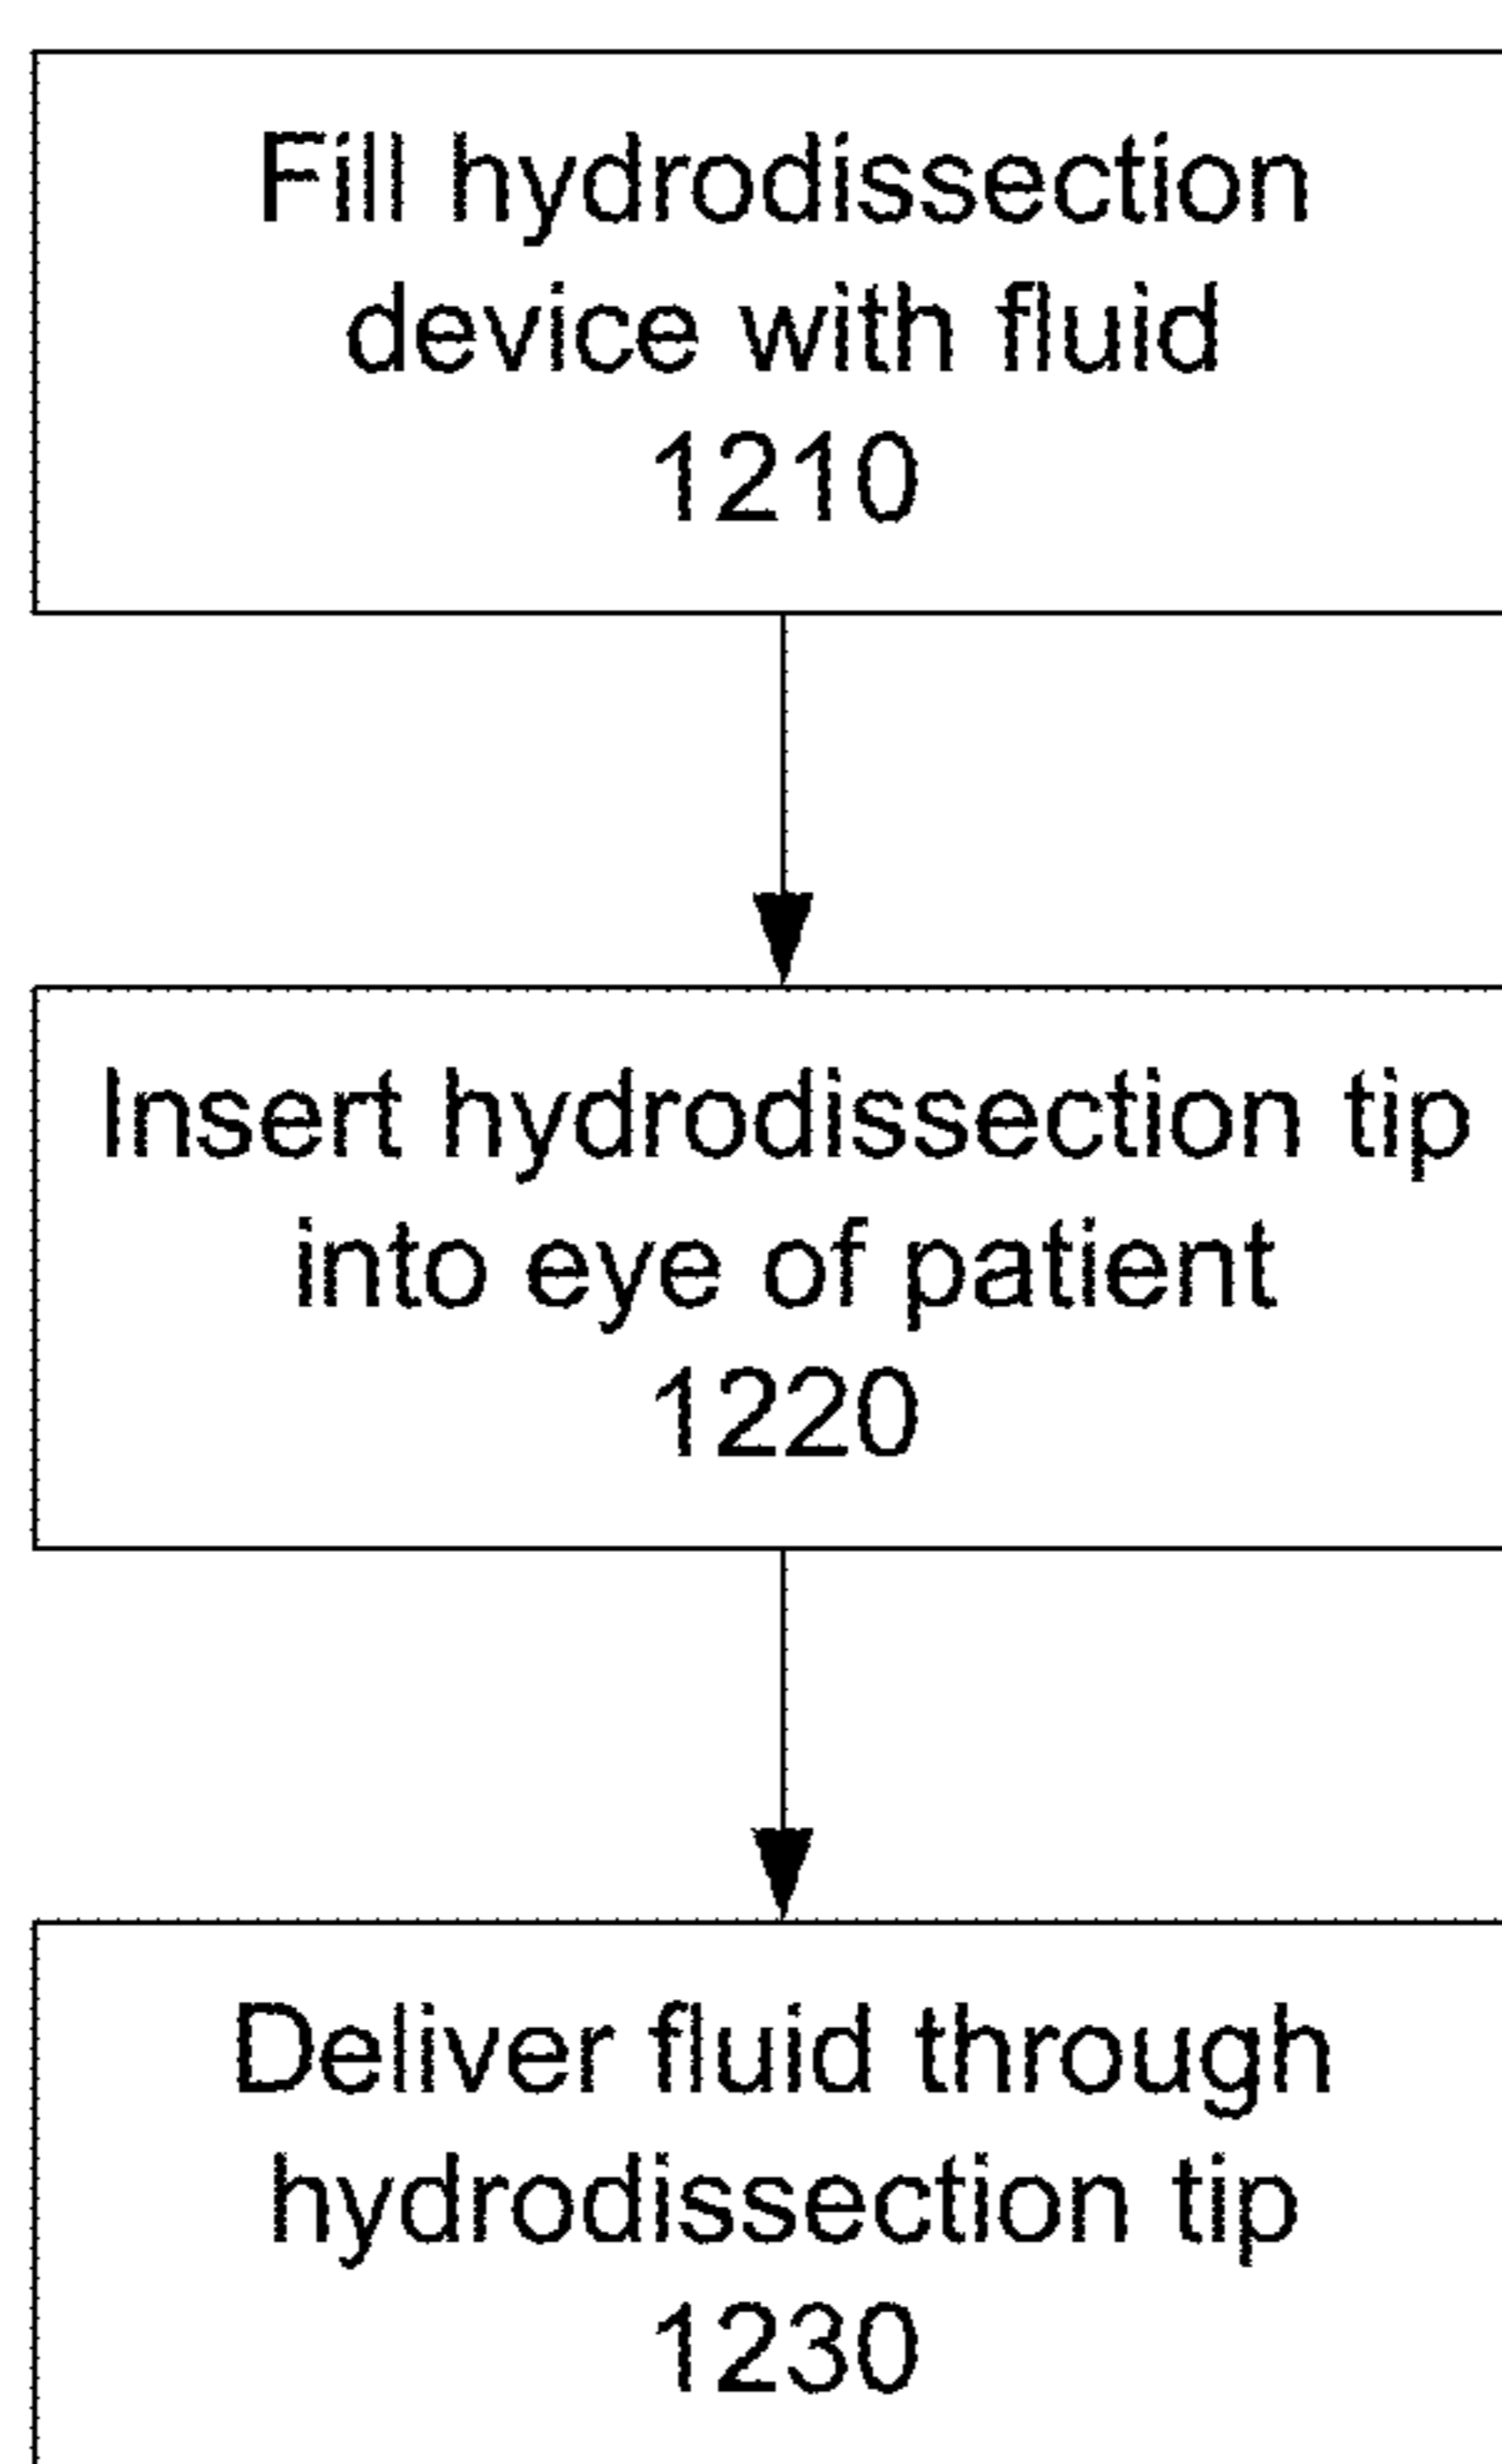 Fill hydrodissection
device with fluid
1210
Insert hydrodissection tip
into eye of patient
1220
Deliver fluid through
hydrodissection tip
1230